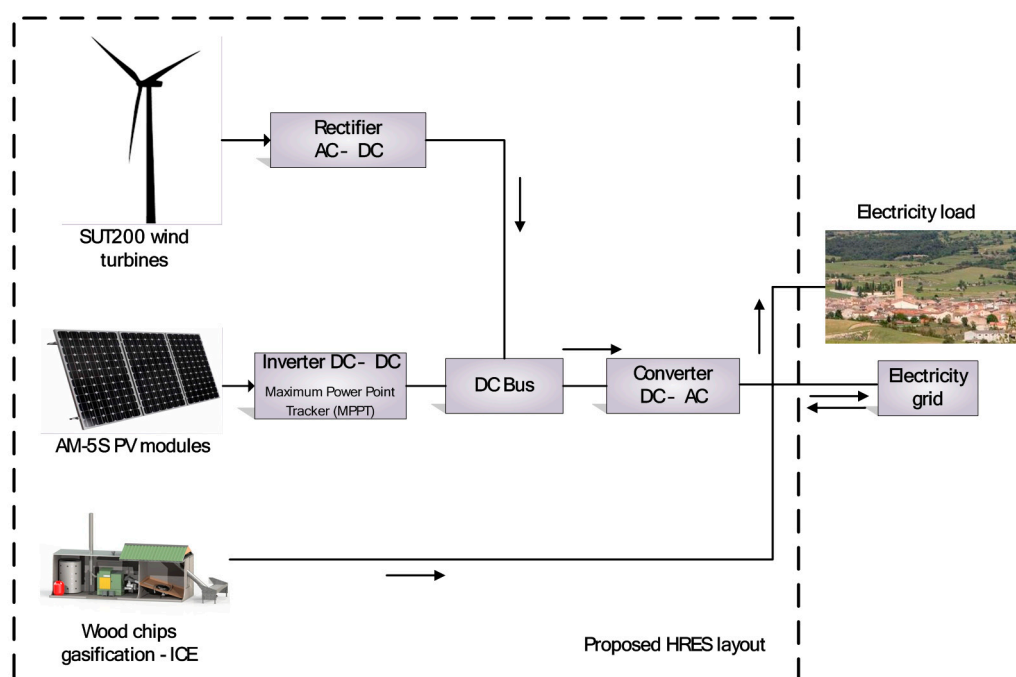 Rectifier
AC- DC
SUT200 wind
turbines
Electricity load
Inverter DC- DC
Maximum Power Point
Tracker (MPPT)
DC Bus
Converter
DC- AC
Electricity
grid
AM-5S PV modules
Wood chips
gasification - ICE
Proposed HRES layout